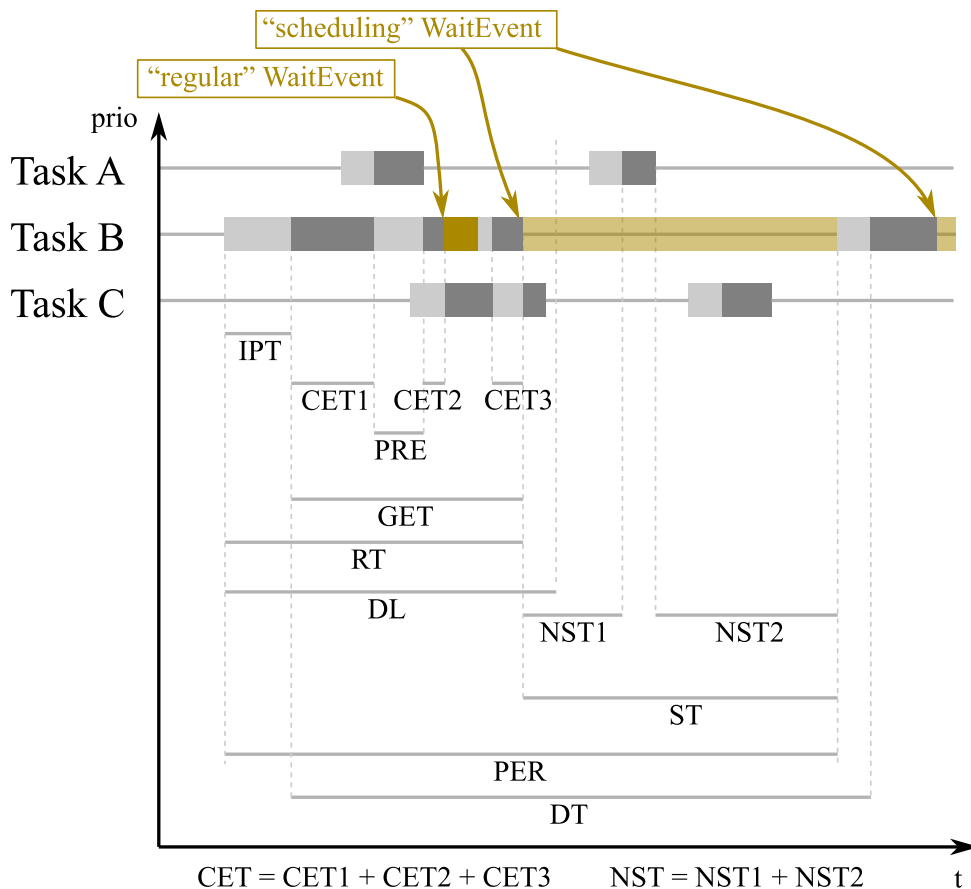 “scheduling” WaitEvent
“regular” WaitEvent
prio
Task A
Task B
Task C
IPT
CET1 CET2 CET3
PRE
GET
RT
DL
NST1 NST2
ST
PER
DT
CET = CET1 + CET2 + CET3 NST = NST1 + NST2 t